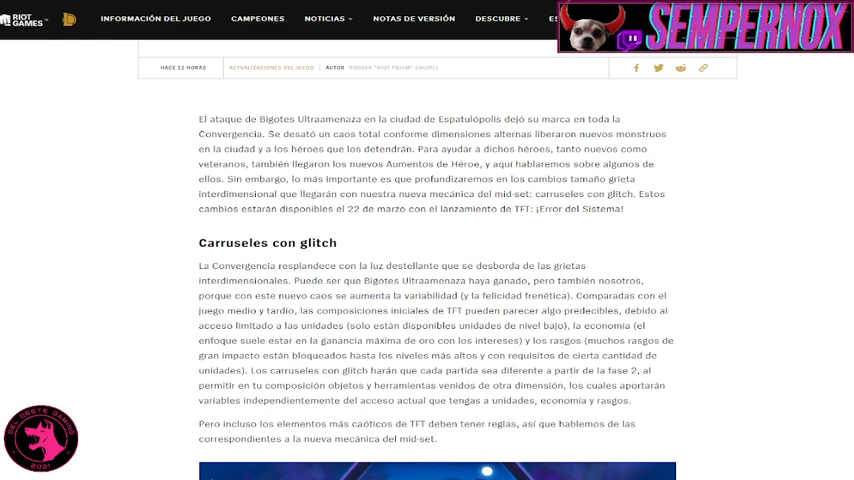 RIOT GAMES
INFORMACIÓN DEL JUEGO
CAMPEONES
NOTICIAS
NOTAS DE VERSIÓN
DESCUBRE
ES
SEMPERNOX
HACE 12 HORAS
ACTUALIZACIONES DEL JUEGO | AUTOR RODGER "RIOT PRISM" CAUDILL
El ataque de Bigotes Ultraamenaza en la ciudad de Espatulópolis dejó su marca en toda la
Convergencia. Se desató un caos total conforme dimensiones alternas liberaron nuevos monstruos
en la ciudad y a los héroes que los detendrán. Para ayudar a dichos héroes, tanto nuevos como
veteranos, también llegaron los nuevos Aumentos de Héroe, y aquí hablaremos sobre algunos de
ellos. Sin embargo, lo más importante es que profundizaremos en los cambios tamaño grieta
interdimensional que llegarán con nuestra nueva mecánica del mid-set: carruseles con glitch. Estos
cambios estarán disponibles el 22 de marzo con el lanzamiento de TFT: ¡Error del Sistema!
Carruseles con glitch
La Convergencia resplandece con la luz destellante que se desborda de las grietas
interdimensionales. Puede ser que Bigotes Ultraamenaza haya ganado, pero también nosotros,
porque con este nuevo caos se aumenta la variabilidad (y la felicidad frenética). Comparadas con el
juego medio y tardío, las composiciones iniciales de TFT pueden parecer algo predecibles, debido al
acceso limitado a las unidades (solo están disponibles unidades de nivel bajo), la economía (el
enfoque suele estar en la ganancia máxima de oro con los intereses) y los rasgos (muchos rasgos de
gran impacto están bloqueados hasta los niveles más altos y con requisitos de cierta cantidad de
unidades). Los carruseles con glitch harán que cada partida sea diferente a partir de la fase 2, al
permitir en tu composición objetos y herramientas venidos de otra dimensión, los cuales aportarán
variables independientemente del acceso actual que tengas a unidades, economía y rasgos.
Pero incluso los elementos más caóticos de TFT deben tener reglas, así que hablemos de las
correspondientes a la nueva mecánica del mid-set.
DEL OESTE GAMING
2021